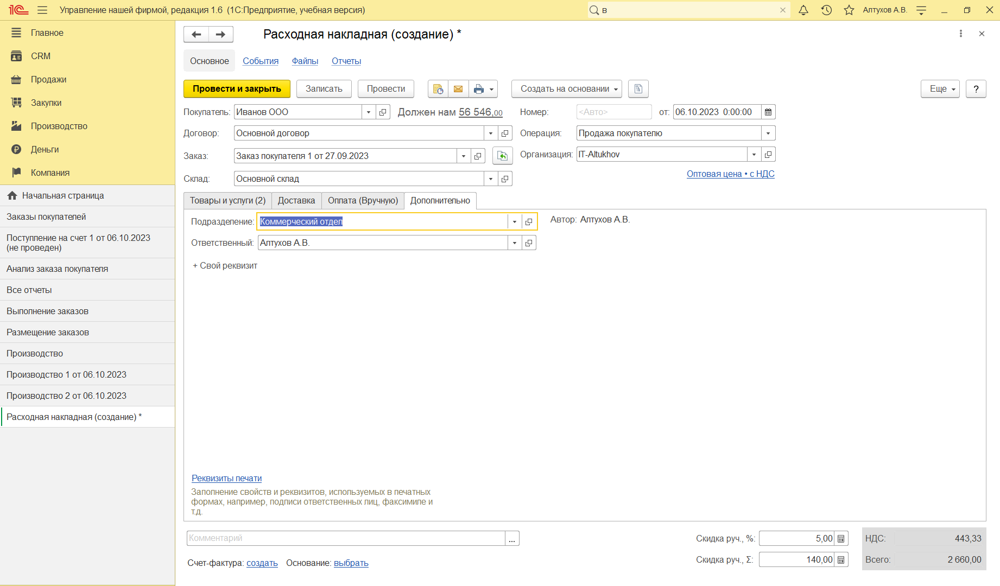 1С Управление нашей фирмой, редакция 1.6 (1С:Предприятие, учебная версия) в Алтухов А.В.
Главное
CRM
Продажи
Закупки
Производство
Деньги
Компания
Начальная страница
Заказы покупателей
Поступление на счет 1 от 06.10.2023
(не проведен)
Анализ заказа покупателя
Все отчеты
Выполнение заказов
Размещение заказов
Производство
Производство 1 от 06.10.2023
Производство 2 от 06.10.2023
Расходная накладная (создание) *
Расходная накладная (создание) *
Основное События Файлы Отчеты
Провести и закрыть Записать Провести Создать на основании Еще ?
Покупатель: Иванов ООО Должен нам 56 546,00 Номер: <Авто> от: 06.10.2023 0:00:00
Договор: Основной договор Операция: Продажа покупателю
Заказ: Заказ покупателя 1 от 27.09.2023 Организация: IT-Altukhov
Склад: Основной склад Оптовая цена • с НДС
Товары и услуги (2) Доставка Оплата (Вручную) Дополнительно
Подразделение: Коммерческий отдел Автор: Алтухов А.В.
Ответственный: Алтухов А.В.
+ Свой реквизит
Реквизиты печати
Заполнение свойств и реквизитов, используемых в печатных
формах, например, подписи ответственных лиц, факсимиле и
т.д.
Комментарий ... Скидка руч., %: 5,00 НДС: 443,33
Счет-фактура: создать Основание: выбрать Скидка руч., Σ: 140,00 Всего: 2 660,00